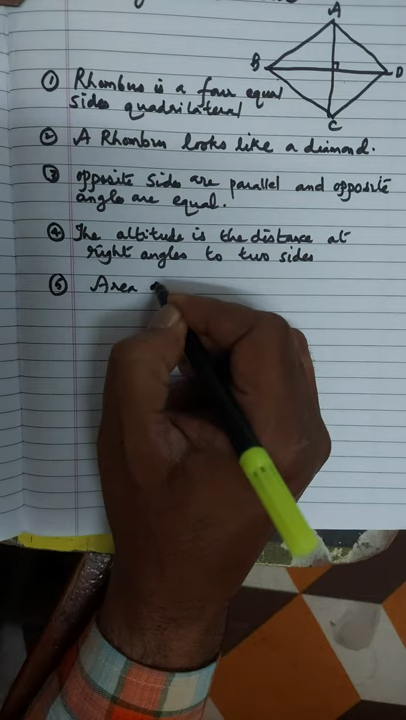 A
B
D
C
① Rhombus is a four equal
sides quadrilateral
② A Rhombus looks like a diamond.
③ opposite sides are parallel and opposite
angles are equal.
④ The altitude is the distance at
right angles to two sides
⑤ Area